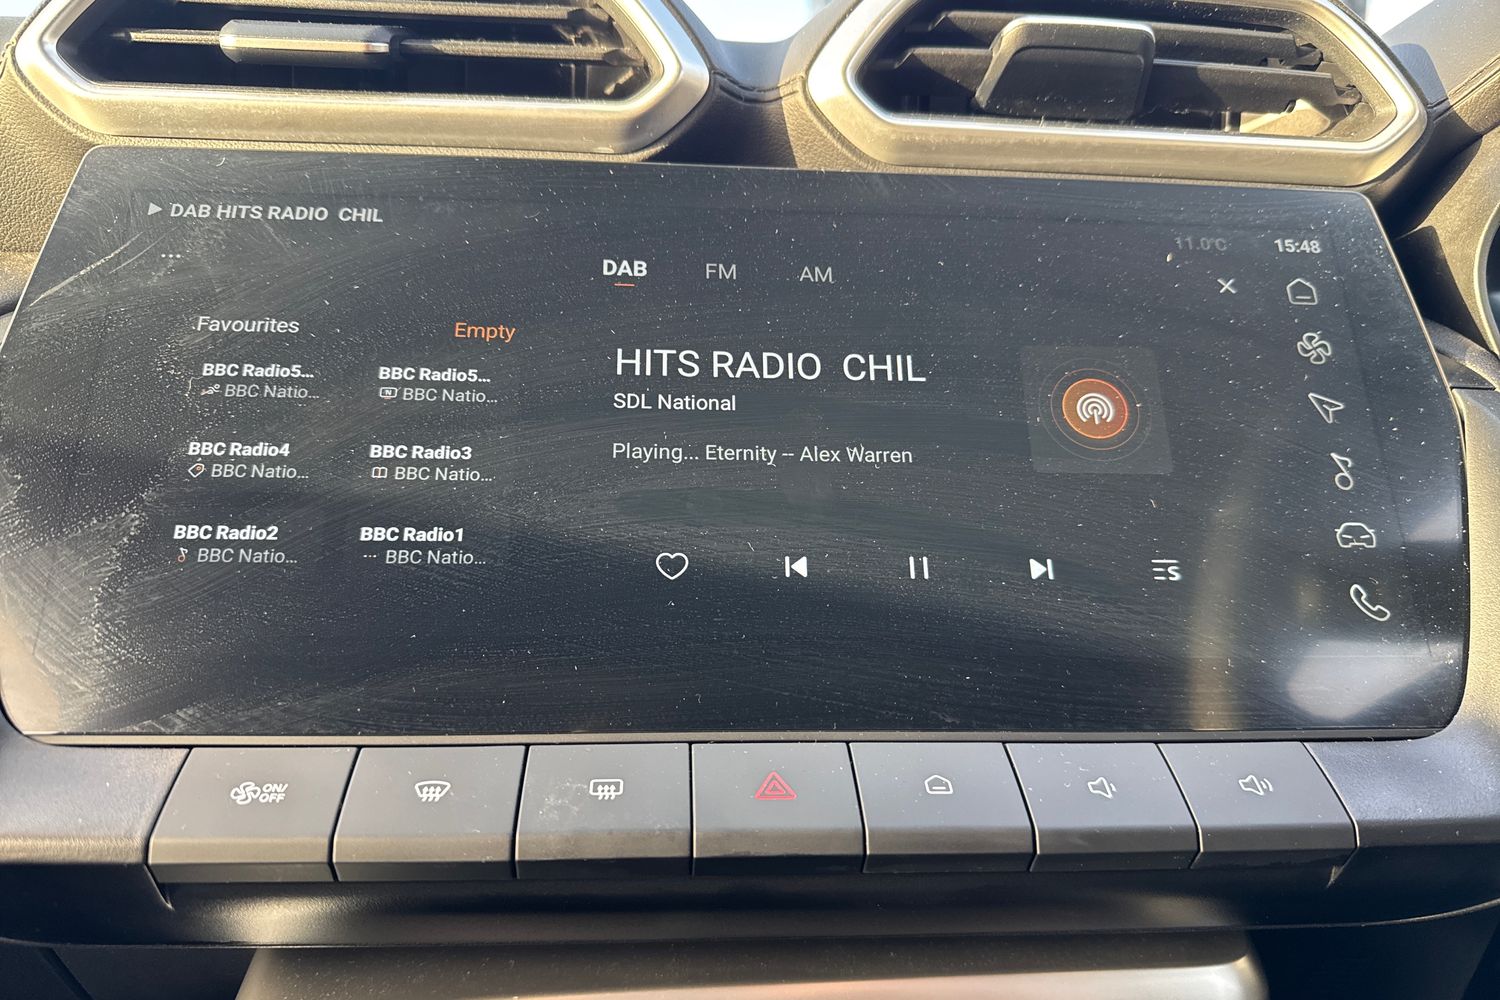 DAB HITS RADIO  CHIL
...
11.0°C
15:48
DAB
FM
AM
Favourites
Empty
BBC Radio5...
BBC Natio...
BBC Radio5...
BBC Natio...
BBC Radio4
BBC Natio...
BBC Radio3
BBC Natio...
BBC Radio2
BBC Natio...
BBC Radio1
BBC Natio...
HITS RADIO  CHIL
SDL National
Playing... Eternity -- Alex Warren
ON/
OFF